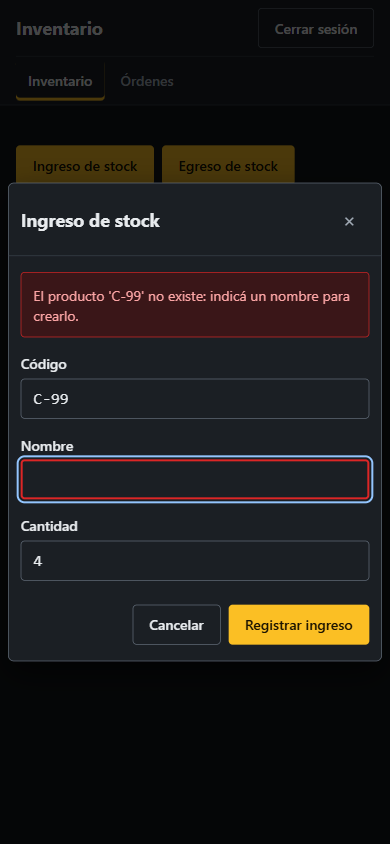 Inventario
Cerrar sesión
Inventario
Órdenes
Ingreso de stock
Egreso de stock
Ingreso de stock
×
El producto 'C-99' no existe: indicá un nombre para
crearlo.
Código
C-99
Nombre
Cantidad
4
Cancelar
Registrar ingreso